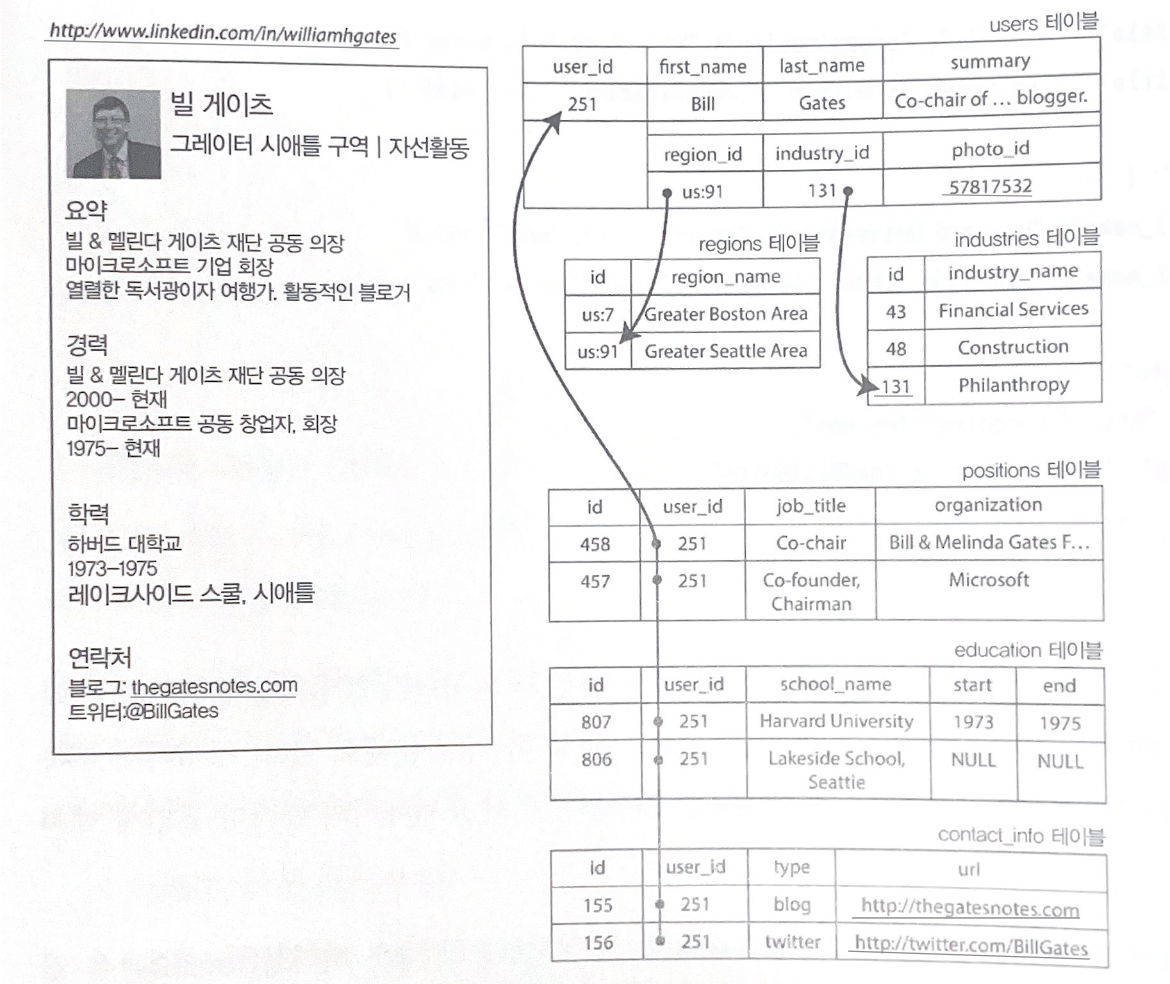 http://www.linkedin.com/in/williamhgates
빌 게이츠
그레이터 시애틀 구역 | 자선활동
요약
빌 & 멜린다 게이츠 재단 공동 의장
마이크로소프트 기업 회장
열렬한 독서광이자 여행가. 활동적인 블로거
경력
빌 & 멜린다 게이츠 재단 공동 의장
2000– 현재
마이크로소프트 공동 창업자, 회장
1975– 현재
학력
하버드 대학교
1973–1975
레이크사이드 스쿨, 시애틀
연락처
블로그: thegatesnotes.com
트위터:@BillGates
users 테이블
user_id first_name last_name summary
251 Bill Gates Co-chair of … blogger.
region_id industry_id photo_id
us:91 131 57817532
regions 테이블
id region_name
us:7 Greater Boston Area
us:91 Greater Seattle Area
industries 테이블
id industry_name
43 Financial Services
48 Construction
131 Philanthropy
positions 테이블
id user_id job_title organization
458 251 Co-chair Bill & Melinda Gates F…
457 251 Co-founder, Microsoft
Chairman
education 테이블
id user_id school_name start end
807 251 Harvard University 1973 1975
806 251 Lakeside School, NULL NULL
Seattle
contact_info 테이블
id user_id type url
155 251 blog http://thegatesnotes.com
156 251 twitter http://twitter.com/BillGates